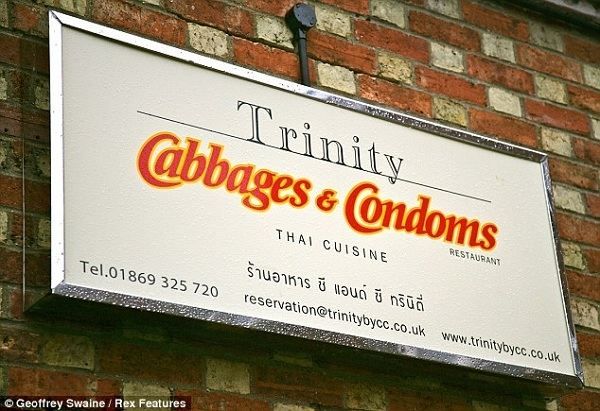 Trinity
Cabbages & Condoms
THAI CUISINE
RESTAURANT
ร้านอาหาร ซี แอนด์ ซี ทรินิตี่
Tel.01869 325 720
reservation@trinitybycc.co.uk
www.trinitybycc.co.uk
© Geoffrey Swaine / Rex Features